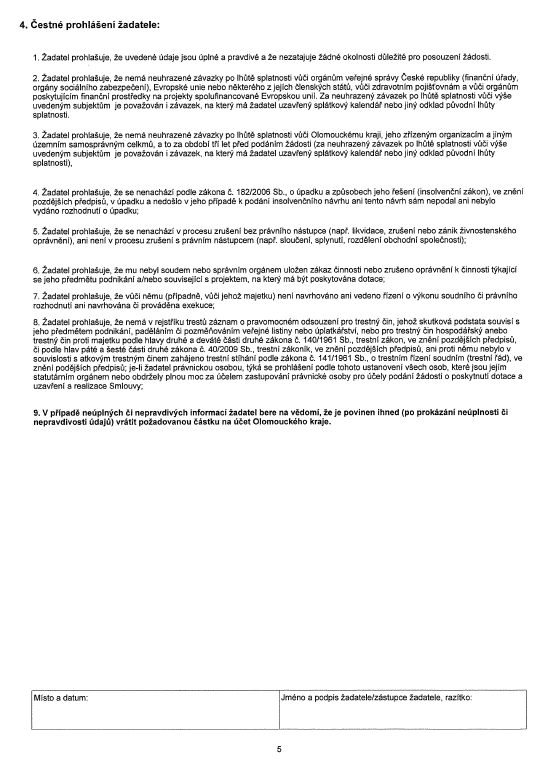 4. Čestné prohlášení žadatele:
1. Žadatel prohlašuje, že uvedené údaje jsou úplné a pravdivé a že nezatajuje žádné okolnosti důležité pro posouzení žádosti.
2. Žadatel prohlašuje, že nemá neuhrazené závazky po lhůtě splatnosti vůči orgánům veřejné správy České republiky (finanční úřady,
orgány sociálního zabezpečení), Evropské unie nebo některého z jejích členských států, vůči zdravotním pojišťovnám a vůči orgánům
poskytujícím finanční prostředky na projekty spolufinancované Evropskou unií. Za neuhrazený závazek po lhůtě splatnosti vůči výše
uvedeným subjektům je považován i závazek, na který má žadatel uzavřený splátkový kalendář nebo jiný odklad původní lhůty
splatnosti.
3. Žadatel prohlašuje, že nemá neuhrazené závazky po lhůtě splatnosti vůči Olomouckému kraji, jeho zřízeným organizacím a jiným
územním samosprávným celkům, a to za období tří let před podáním žádosti (za neuhrazený závazek po lhůtě splatnosti vůči výše
uvedeným subjektům je považován i závazek, na který má žadatel uzavřený splátkový kalendář nebo jiný odklad původní lhůty
splatnosti),
4. Žadatel prohlašuje, že se nenachází podle zákona č. 182/2006 Sb., o úpadku a způsobech jeho řešení (insolvenční zákon), ve znění
pozdějších předpisů, v úpadku a nedošlo v jeho případě k podání insolvenčního návrhu ani tento návrh sám nepodal ani nebylo
vydáno rozhodnutí o úpadku;
5. Žadatel prohlašuje, že se nenachází v procesu zrušení bez právního nástupce (např. likvidace, zrušení nebo zánik živnostenského
oprávnění), ani není v procesu zrušení s právním nástupcem (např. sloučení, splynutí, rozdělení obchodní společnosti);
6. Žadatel prohlašuje, že mu nebyl soudem nebo správním orgánem uložen zákaz činnosti nebo zrušeno oprávnění k činnosti týkající
se jeho předmětu podnikání a/nebo související s projektem, na který má být poskytována dotace;
7. Žadatel prohlašuje, že vůči němu (případně, vůči jehož majetku) není navrhováno ani vedeno řízení o výkonu soudního či právního
rozhodnutí ani navrhována či prováděna exekuce;
8. Žadatel prohlašuje, že nemá v rejstříku trestů záznam o pravomocném odsouzení pro trestný čin, jehož skutková podstata souvisí s
jeho předmětem podnikání, paděláním či pozměňováním veřejné listiny nebo úplatkářství, nebo pro trestný čin hospodářský anebo
trestný čin proti majetku podle hlavy druhé a deváté části druhé zákona č. 140/1961 Sb., trestní zákon, ve znění pozdějších předpisů,
či podle hlav páté a šesté části druhé zákona č. 40/2009 Sb., trestní zákoník, ve znění pozdějších předpisů, ani proti němu nebylo v
souvislosti s takovým trestným činem zahájeno trestní stíhání podle zákona č. 141/1961 Sb., o trestním řízení soudním (trestní řád), ve
znění podějších předpisů; je-li žadatel právnickou osobou, týká se prohlášení podle tohoto ustanovení všech osob, které jsou jejím
statutárním orgánem nebo obdržely plnou moc za účelem zastupování právnické osoby pro účely podání žádosti o poskytnutí dotace a
uzavření a realizace Smlouvy;
9. V případě neúplných či nepravdivých informací žadatel bere na vědomí, že je povinen ihned (po prokázání neúplnosti či
nepravdivosti údajů) vrátit požadovanou částku na účet Olomouckého kraje.
Místo a datum:
Jméno a podpis žadatele/zástupce žadatele, razítko:
5